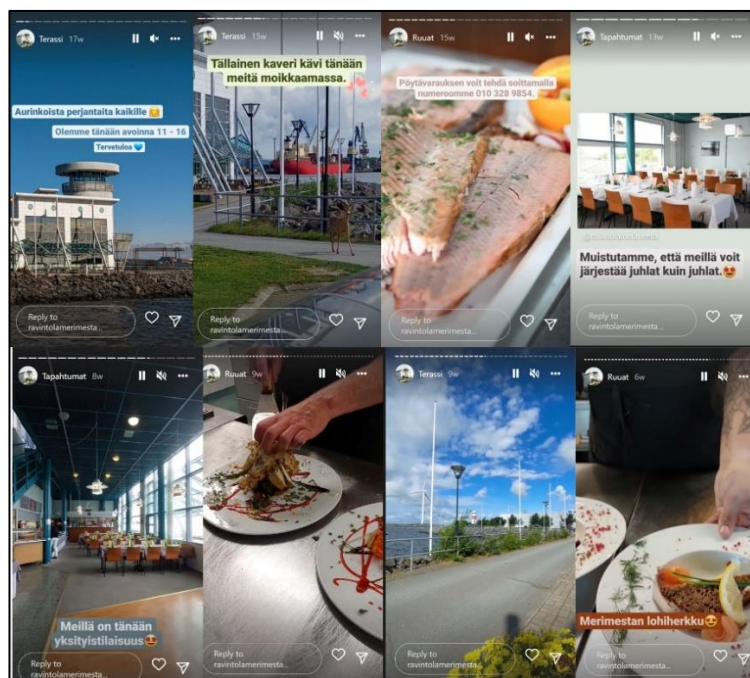 Terassi 17w
Aurinkoista perjantaita kaikille
Olemme tänään avoinna 11 - 16
Tervetuloa
Reply to
ravintolamerimesta...
Terassi 15w
Tällainen kaveri kävi tänään
meitä moikkaamassa.
Reply to
ravintolamerimesta...
Ruuat 15w
Pöytävarauksen voit tehdä soittamalla
numeroomme 010 328 9854.
Reply to
ravintolamerimesta...
Tapahtumat 13w
Muistutamme, että meillä voit
järjestää juhlat kuin juhlat.😍
Reply to
ravintolamerimesta...
Tapahtumat 8w
Meillä on tänään
yksityistilaisuus😍
Reply to
ravintolamerimesta...
Ruuat 9w
Reply to
ravintolamerimesta...
Terassi 9w
Reply to
ravintolamerimesta...
Ruuat 6w
Merimestan lohiherkku😍
Reply to
ravintolamerimesta...